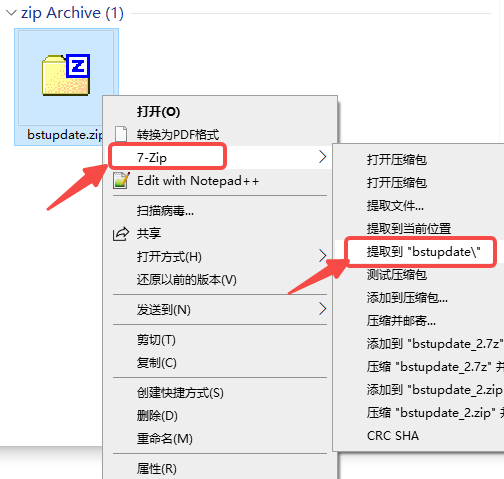 zip Archive (1)
bstupdate.zip
打开(O)
转换为PDF格式
7-Zip
Edit with Notepad++
扫描病毒...
共享
打开方式(H)
还原以前的版本(V)
发送到(N)
剪切(T)
复制(C)
创建快捷方式(S)
删除(D)
重命名(M)
属性(R)
打开压缩包
打开压缩包
提取文件...
提取到当前位置
提取到 "bstupdate\"
测试压缩包
添加到压缩包...
压缩并邮寄...
添加到 "bstupdate_2.7z"
压缩 "bstupdate_2.7z" 并
添加到 "bstupdate_2.zip
压缩 "bstupdate_2.zip" 并
CRC SHA